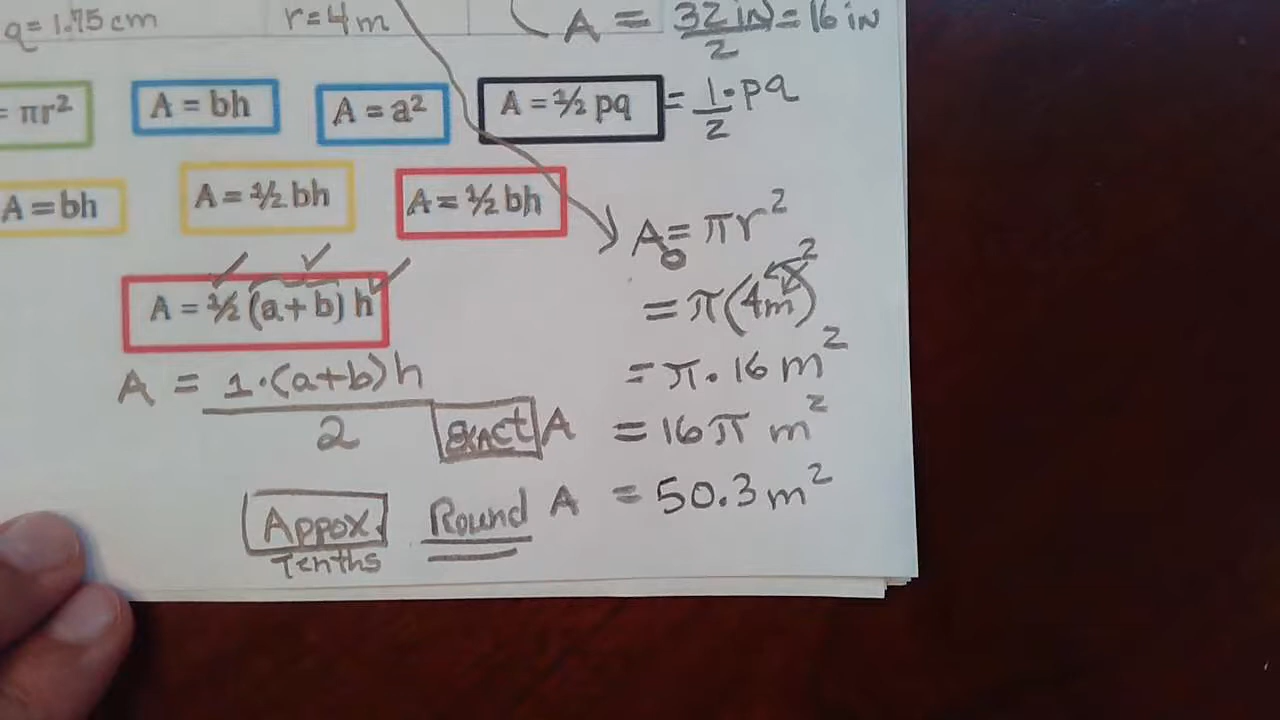 q = 1.75 cm
r = 4 m
A = 32 in/2 = 16 in
= πr²
A = bh
A = a²
A = ½ pq = 1/2 · pq
A = bh
A = ½ bh
A = ½ bh
A = πr²
A = ½ (a + b) h
= π(4m)²
= π · 16 m²
A = 1·(a+b)h/2
Exact A = 16π m²
Approx. Round A = 50.3 m²
Tenths